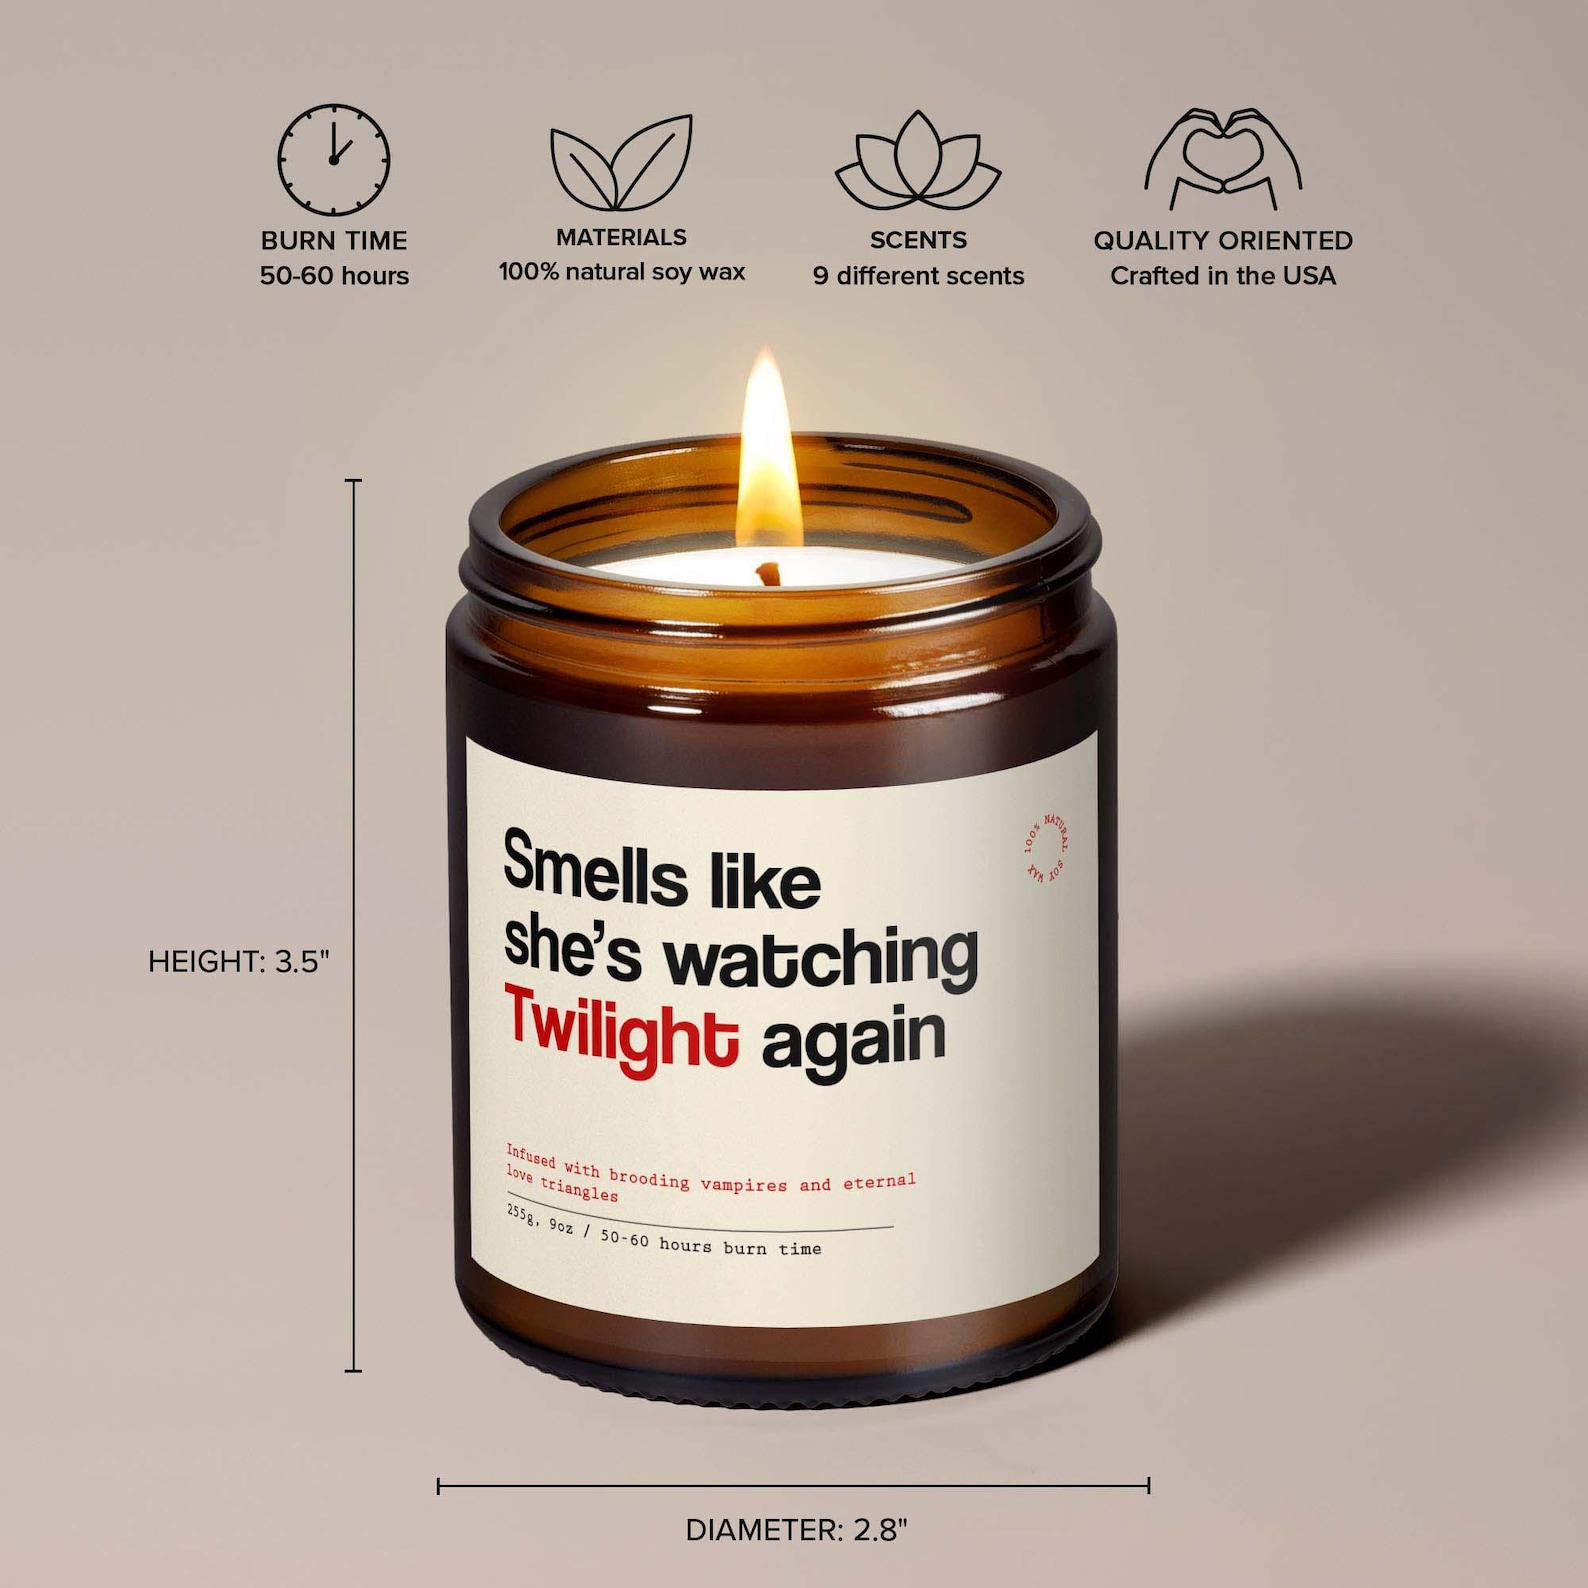 BURN TIME
50-60 hours
MATERIALS
100% natural soy wax
SCENTS
9 different scents
QUALITY ORIENTED
Crafted in the USA
HEIGHT: 3.5"
Smells like
she’s watching
Twilight again
100% NATURAL SOY WAX
Infused with brooding vampires and eternal
love triangles
255g, 9oz / 50-60 hours burn time
DIAMETER: 2.8"